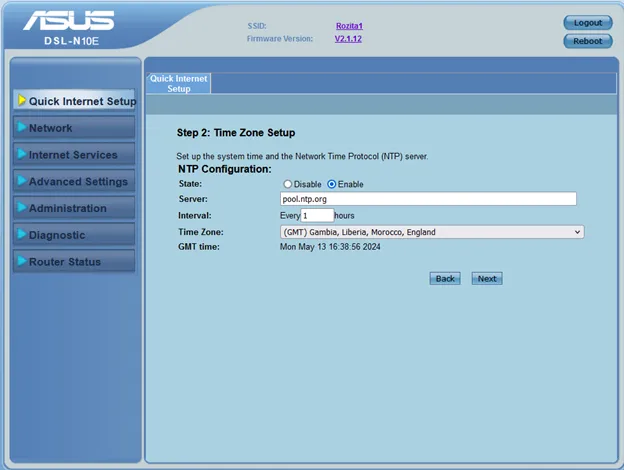 ASUS
DSL-N10E
SSID: Rozita1
Firmware Version: V2.1.12
Logout
Reboot
Quick Internet Setup
Network
Internet Services
Advanced Settings
Administration
Diagnostic
Router Status
Quick Internet
Setup
Step 2: Time Zone Setup
Set up the system time and the Network Time Protocol (NTP) server.
NTP Configuration:
State: Disable Enable
Server: pool.ntp.org
Interval: Every 1 hours
Time Zone: (GMT) Gambia, Liberia, Morocco, England
GMT time: Mon May 13 16:38:56 2024
Back Next